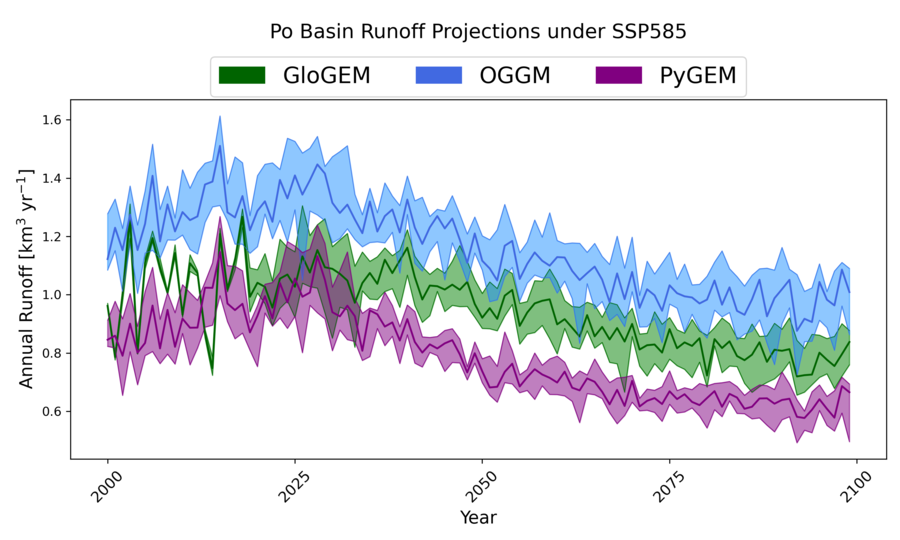 Po Basin Runoff Projections under SSP585
GloGEM OGGM PyGEM
Annual Runoff [km³ yr⁻¹]
1.6
1.4
1.2
1.0
0.8
0.6
2000 2025 2050 2075 2100
Year